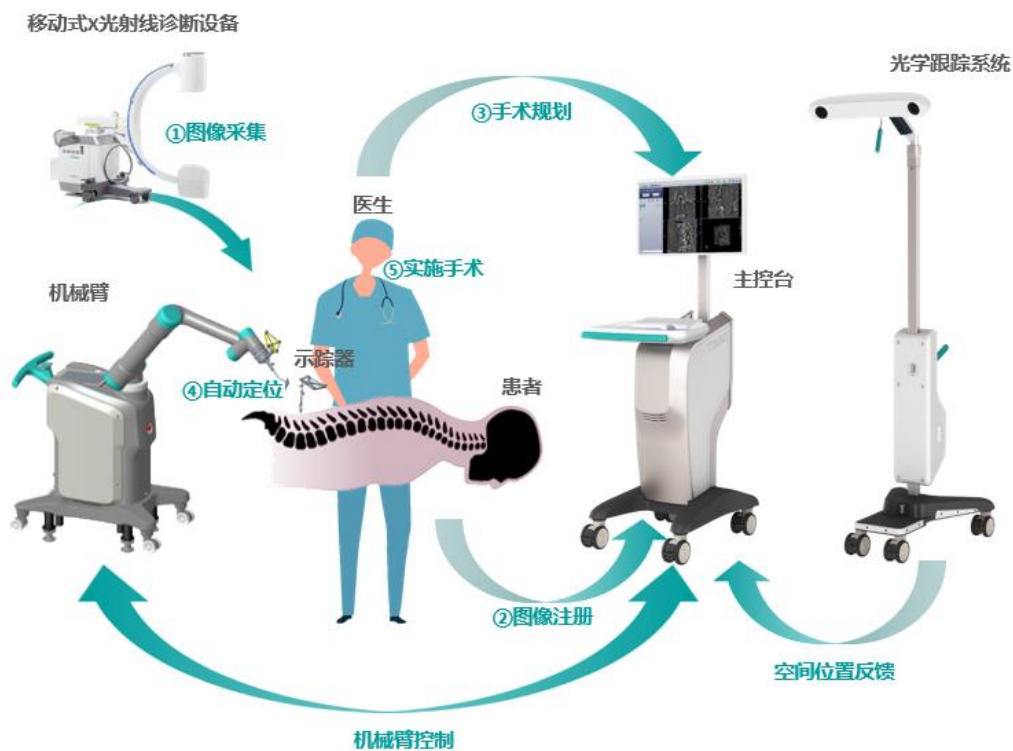 移动式X光射线诊断设备
光学跟踪系统
③手术规划
①图像采集
医生
⑤实施手术
主控台
机械臂
示踪器
④自动定位
患者
②图像注册
空间位置反馈
机械臂控制